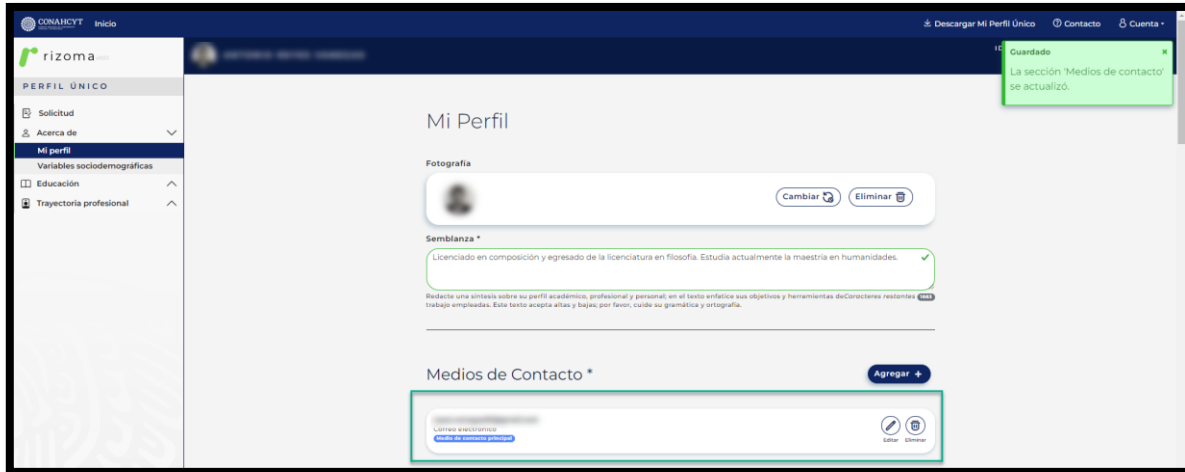 CONAHCYT Inicio
Descargar Mi Perfil Único Contacto Cuenta
rizoma
PERFIL ÚNICO
Solicitud
Acerca de
Mi perfil
Variables sociodemográficas
Educación
Trayectoria profesional
ID
Guardado x
La sección 'Medios de contacto'
se actualizó.
Mi Perfil
Fotografía
Cambiar Eliminar
Semblanza *
Licenciado en composición y egresado de la licenciatura en filosofía. Estudia actualmente la maestría en humanidades.
Redacte una síntesis sobre su perfil académico, profesional y personal; en el texto enfatice sus objetivos y herramientas de Caracteres restantes
trabajo empleadas. Este texto acepta altas y bajas; por favor, cuide su gramática y ortografía.
Medios de Contacto *
Agregar +
Correo electrónico
Medio de contacto principal
Editar Eliminar